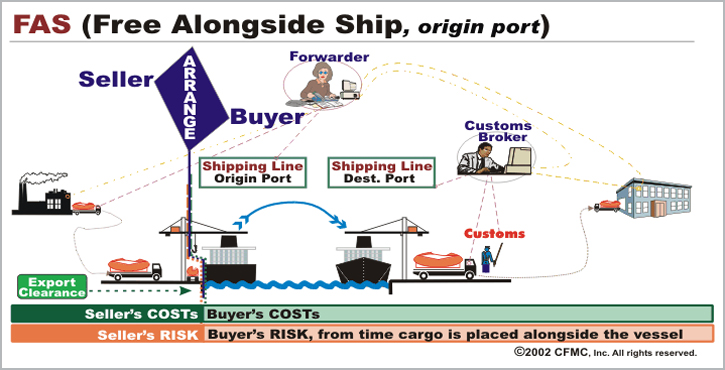 FAS (Free Alongside Ship, origin port)
Forwarder
Seller
ARRANGE
Buyer
Customs
Broker
Shipping Line
Origin Port
Shipping Line
Dest. Port
Customs
Export
Clearance
Seller's COSTs
Buyer's COSTs
Seller's RISK
Buyer's RISK, from time cargo is placed alongside the vessel
©2002 CFMC, Inc. All rights reserved.